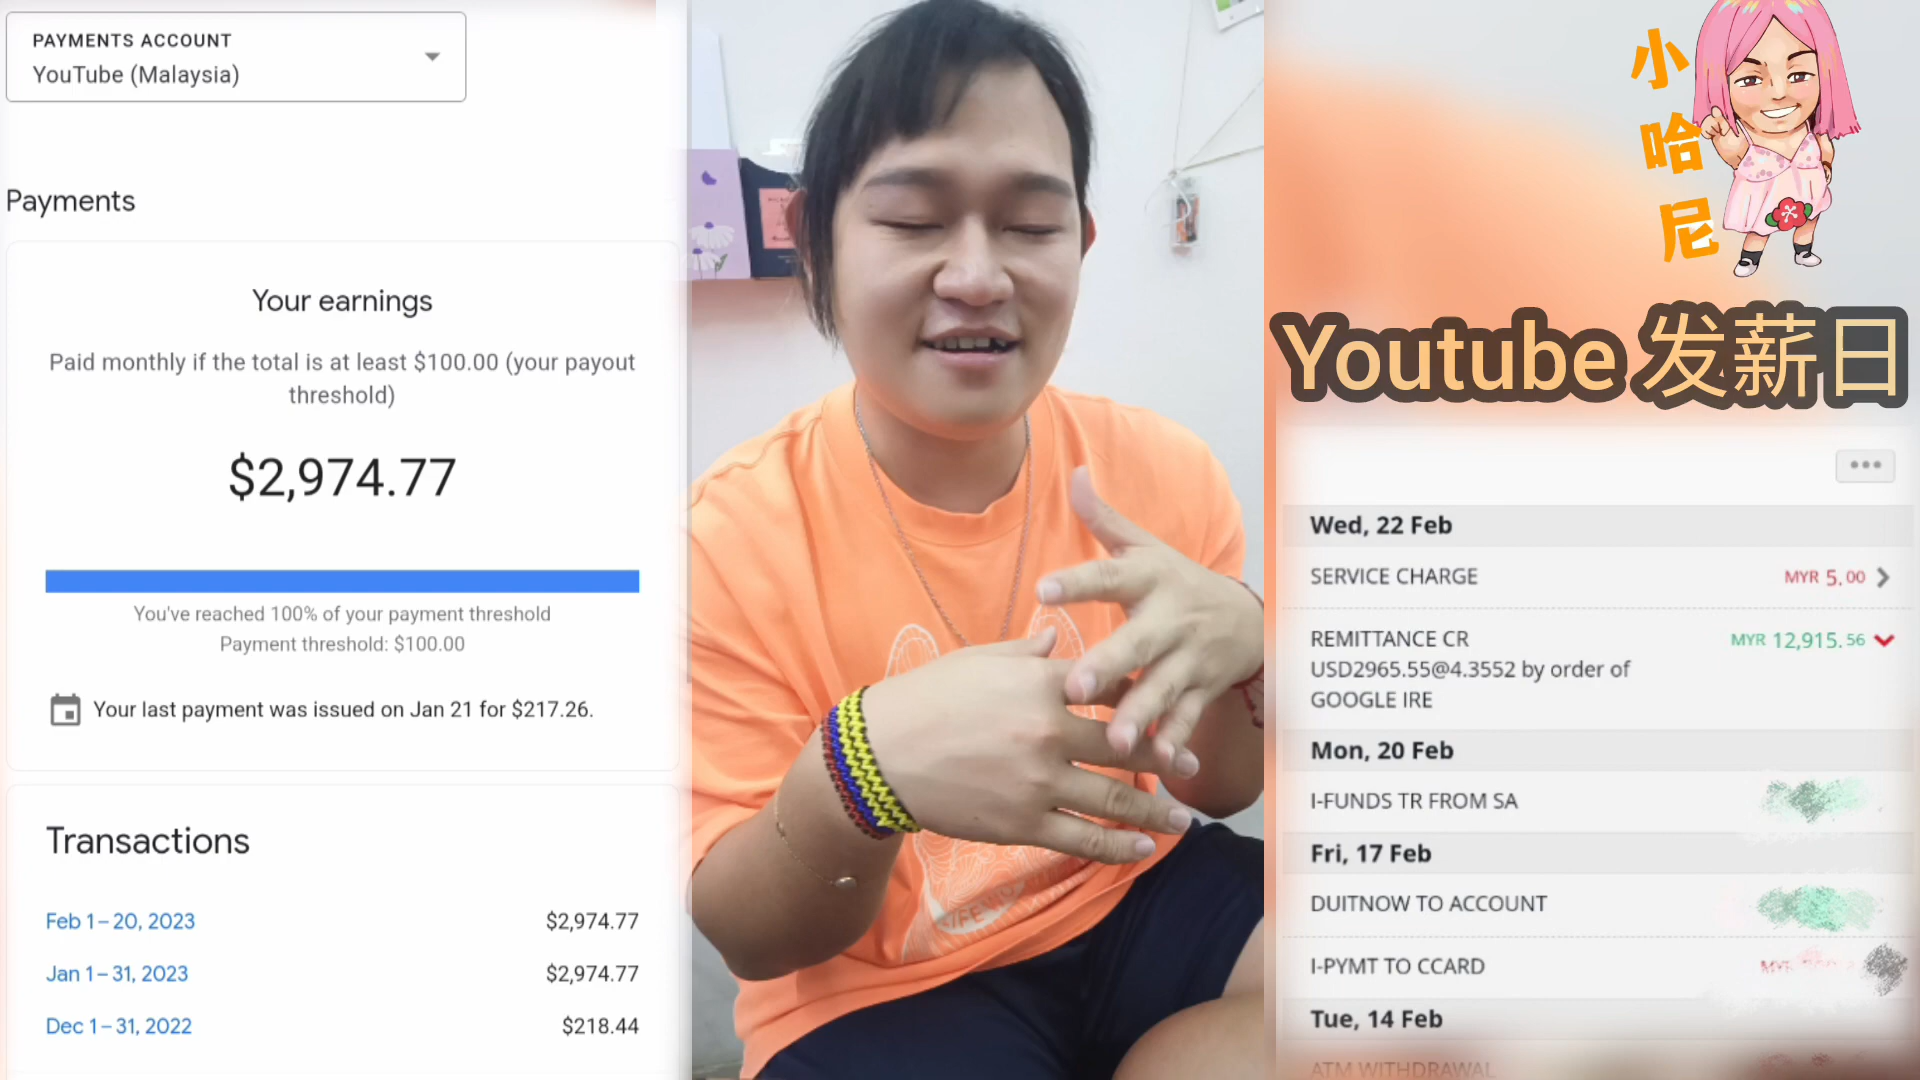 PAYMENTS ACCOUNT
YouTube (Malaysia)
Payments
Your earnings
Paid monthly if the total is at least $100.00 (your payout
threshold)
$2,974.77
You've reached 100% of your payment threshold
Payment threshold: $100.00
Your last payment was issued on Jan 21 for $217.26.
Transactions
Feb 1 – 20, 2023 $2,974.77
Jan 1 – 31, 2023 $2,974.77
Dec 1 – 31, 2022 $218.44
小
哈
尼
Youtube 发薪日
Wed, 22 Feb
SERVICE CHARGE MYR 5.00
REMITTANCE CR MYR 12,915.56
USD2965.55@4.3552 by order of
GOOGLE IRE
Mon, 20 Feb
I-FUNDS TR FROM SA
Fri, 17 Feb
DUITNOW TO ACCOUNT
I-PYMT TO CCARD
Tue, 14 Feb
ATM WITHDRAWAL